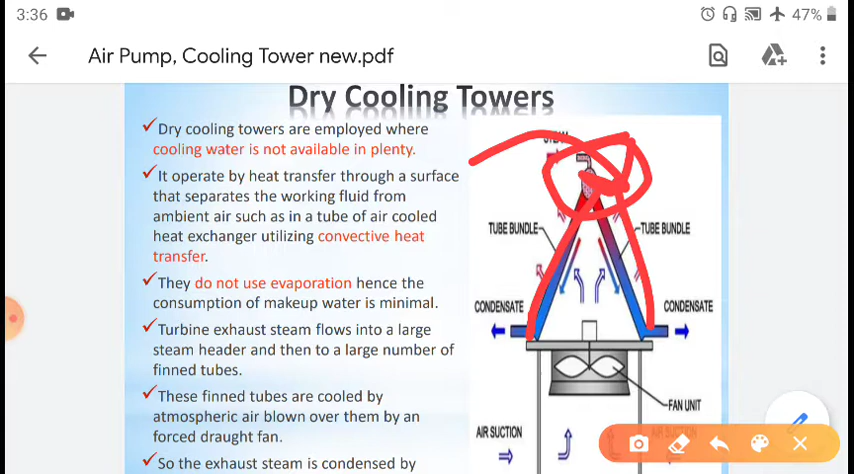 3:36
47%
Air Pump, Cooling Tower new.pdf
Dry Cooling Towers
Dry cooling towers are employed where
cooling water is not available in plenty.
It operate by heat transfer through a surface
that separates the working fluid from
ambient air such as in a tube of air cooled
heat exchanger utilizing convective heat
transfer.
They do not use evaporation hence the
consumption of makeup water is minimal.
Turbine exhaust steam flows into a large
steam header and then to a large number of
finned tubes.
These finned tubes are cooled by
atmospheric air blown over them by an
forced draught fan.
So the exhaust steam is condensed by
TUBE BUNDLE
TUBE BUNDLE
CONDENSATE
CONDENSATE
FAN UNIT
AIR SUCTION